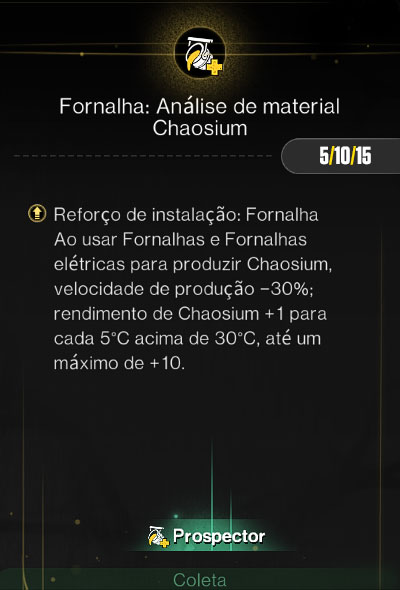 Fornalha: Análise de material
Chaosium
5/10/15
Reforço de instalação: Fornalha
Ao usar Fornalhas e Fornalhas
elétricas para produzir Chaosium,
velocidade de produção −30%;
rendimento de Chaosium +1 para
cada 5°C acima de 30°C, até um
máximo de +10.
Prospector
Coleta